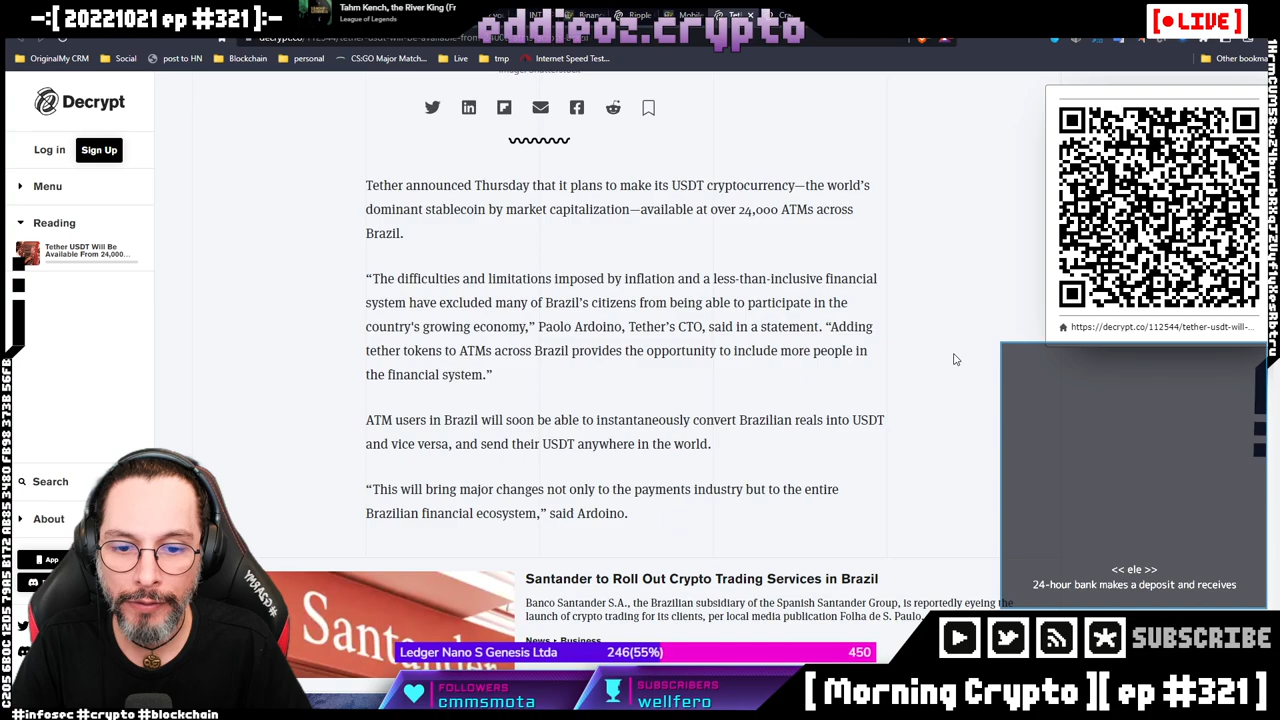 —:[ 20221021 ep #321]:—
Tahm Kench, the River King (Fr
League of Legends
eddieoz.crypto
[● LIVE]
OriginalMy CRM
Social
post to HN
Blockchain
personal
CS:GO Major Match...
Live
tmp
Internet Speed Test...
Other bookma
Decrypt
Log in
Sign Up
Menu
Reading
Tether USDT Will Be
Available From 24,000...
Search
About
App
Tether announced Thursday that it plans to make its USDT cryptocurrency—the world's
dominant stablecoin by market capitalization—available at over 24,000 ATMs across
Brazil.
“The difficulties and limitations imposed by inflation and a less-than-inclusive financial
system have excluded many of Brazil’s citizens from being able to participate in the
country's growing economy,” Paolo Ardoino, Tether’s CTO, said in a statement. “Adding
tether tokens to ATMs across Brazil provides the opportunity to include more people in
the financial system.”
ATM users in Brazil will soon be able to instantaneously convert Brazilian reals into USDT
and vice versa, and send their USDT anywhere in the world.
“This will bring major changes not only to the payments industry but to the entire
Brazilian financial ecosystem,” said Ardoino.
Santander to Roll Out Crypto Trading Services in Brazil
Banco Santander S.A., the Brazilian subsidiary of the Spanish Santander Group, is reportedly eyeing the
launch of crypto trading for its clients, per local media publication Folha de S. Paulo.
News ▸ Business
Santa
https://decrypt.co/112544/tether-usdt-will-...
<< ele >>
24-hour bank makes a deposit and receives
Ledger Nano S Genesis Ltda
246(55%)
450
FOLLOWERS
cmmsmota
SUBSCRIBERS
wellfero
SUBSCRIBE
[ Morning Crypto ][ ep #321 ]
#infosec #crypto #blockchain